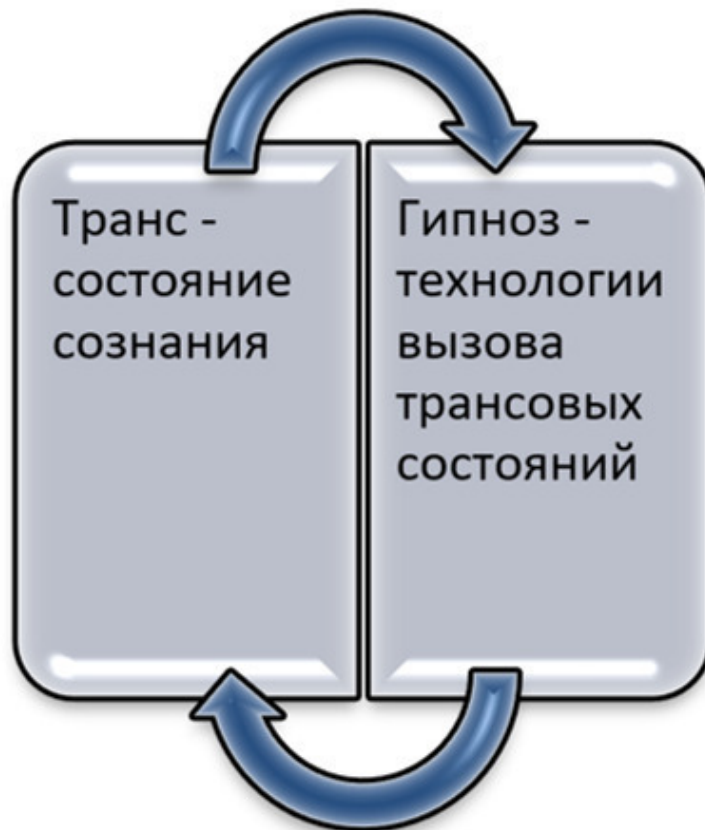 Транс -
состояние
сознания
Гипноз -
технологии
вызова
трансовых
состояний